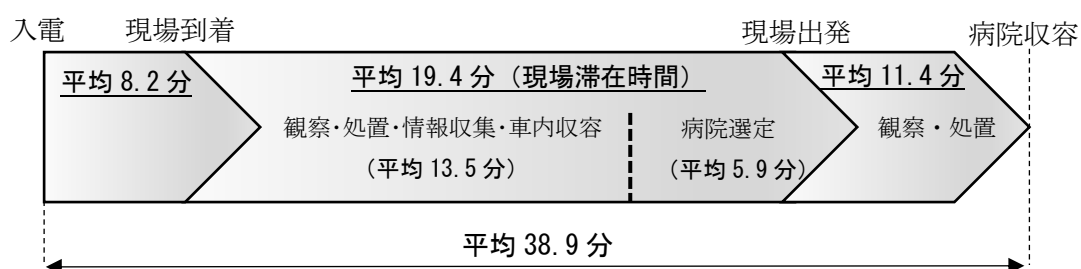 入電 現場到着 現場出発 病院収容
平均 8.2 分 平均 19.4 分（現場滞在時間） 平均 11.4 分
観察･処置･情報収集･車内収容 病院選定 観察・処置
（平均 13.5 分） （平均 5.9 分）
平均 38.9 分